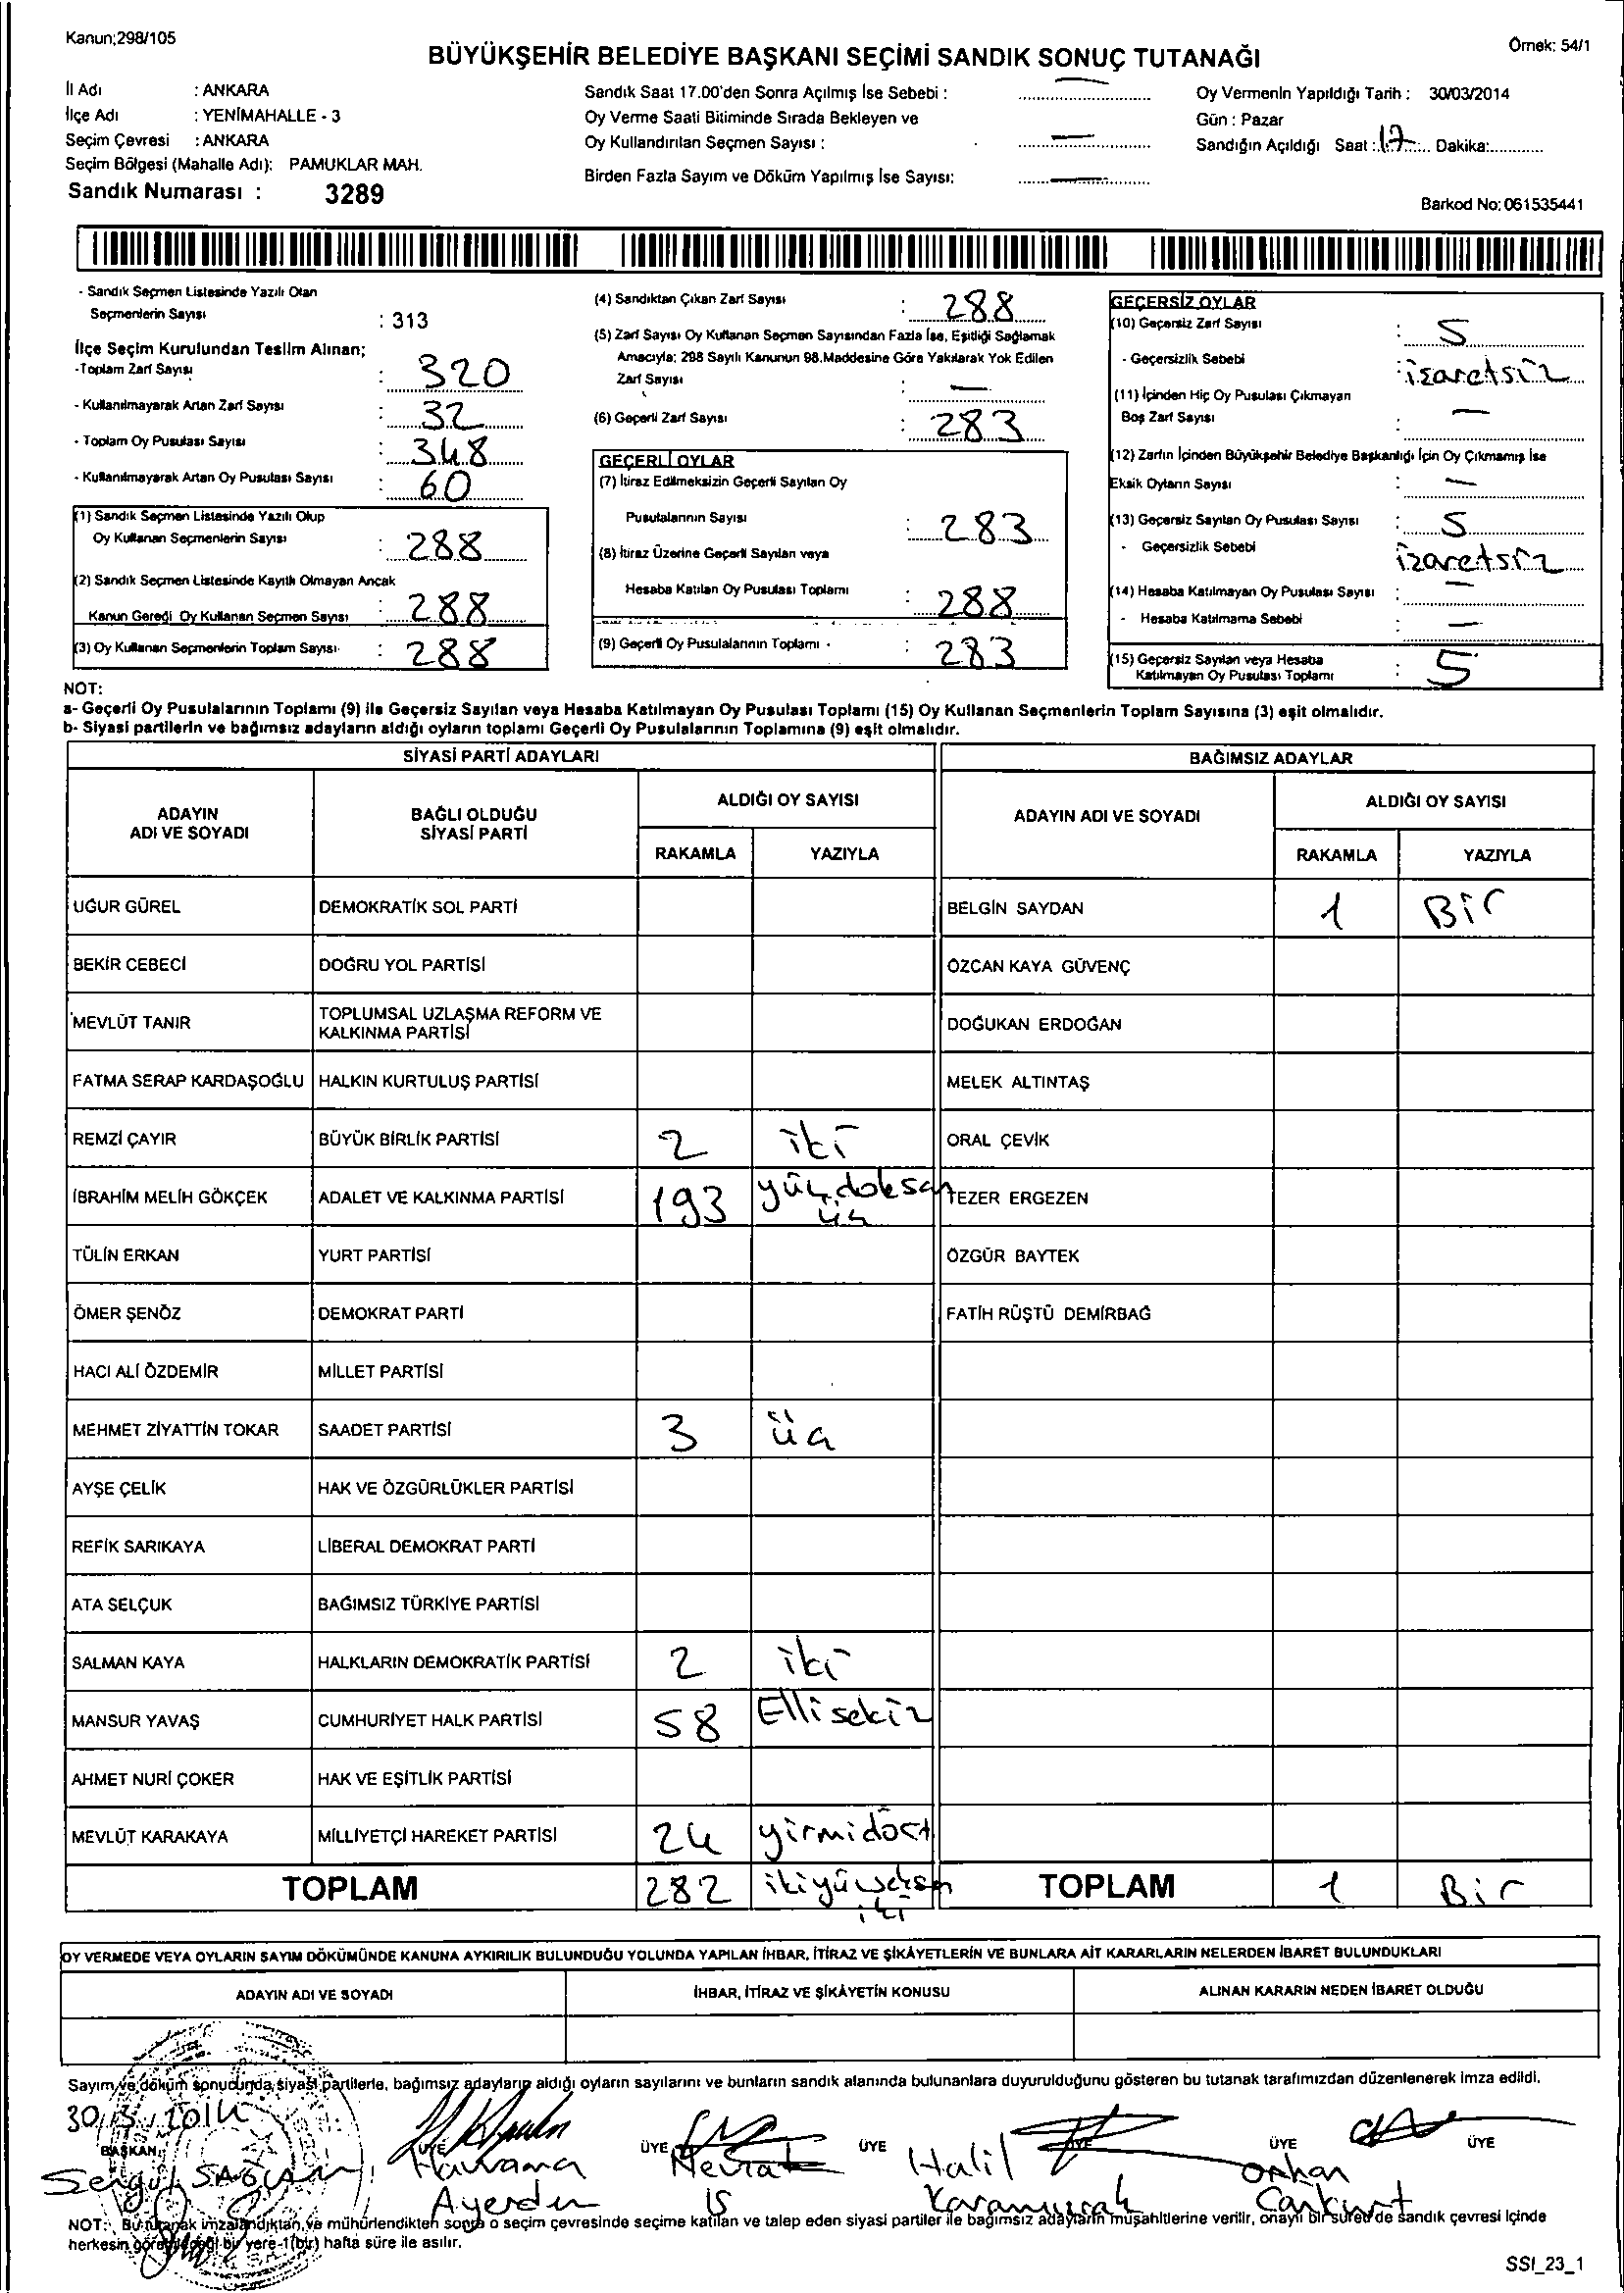 Kanun;298/105
BÜYÜKŞEHİR BELEDİYE BAŞKANI SEÇİMİ SANDIK SONUÇ TUTANAĞI
Örnek: 54/1
İl Adı : ANKARA
İlçe Adı : YENİMAHALLE - 3
Seçim Çevresi : ANKARA
Seçim Bölgesi (Mahalle Adı): PAMUKLAR MAH.
Sandık Numarası : 3289
Sandık Saat 17.00'den Sonra Açılmış İse Sebebi : —
Oy Verme Saati Bitiminde Sırada Bekleyen ve
Oy Kullandırılan Seçmen Sayısı : —
Birden Fazla Sayım ve Döküm Yapılmış İse Sayısı: —
Oy Vermenin Yapıldığı Tarih : 30/03/2014
Gün : Pazar
Sandığın Açıldığı Saat : 17 Dakika:
Barkod No: 061535441
- Sandık Seçmen Listesinde Yazılı Olan
Seçmenlerin Sayısı : 313
İlçe Seçim Kurulundan Teslim Alınan;
-Toplam Zarf Sayısı : 320
- Kullanılmayarak Artan Zarf Sayısı : 32
- Toplam Oy Pusulası Sayısı : 348
- Kullanılmayarak Artan Oy Pusulası Sayısı : 60
(1) Sandık Seçmen Listesinde Yazılı Olup
Oy Kullanan Seçmenlerin Sayısı : 288
(2) Sandık Seçmen Listesinde Kayıtlı Olmayan Ancak
Kanun Gereği Oy Kullanan Seçmen Sayısı : 288
(3) Oy Kullanan Seçmenlerin Toplam Sayısı : 288
(4) Sandıktan Çıkan Zarf Sayısı : 288
(5) Zarf Sayısı Oy Kullanan Seçmen Sayısından Fazla İse, Eşitliği Sağlamak
Amacıyla; 298 Sayılı Kanunun 98.Maddesine Göre Yakılarak Yok Edilen
Zarf Sayısı : —
(6) Geçerli Zarf Sayısı : 283
GEÇERLİ OYLAR
(7) İtiraz Edilmeksizin Geçerli Sayılan Oy
Pusulalarının Sayısı : 283
(8) İtiraz Üzerine Geçerli Sayılan veya
Hesaba Katılan Oy Pusulası Toplamı : 288
(9) Geçerli Oy Pusulalarının Toplamı : 283
GEÇERSİZ OYLAR
(10) Geçersiz Zarf Sayısı : 5
- Geçersizlik Sebebi : işaretsiz
(11) İçinden Hiç Oy Pusulası Çıkmayan
Boş Zarf Sayısı : —
(12) Zarfın İçinden Büyükşehir Belediye Başkanlığı İçin Oy Çıkmamış İse
Eksik Oyların Sayısı : —
(13) Geçersiz Sayılan Oy Pusulası Sayısı : 5
- Geçersizlik Sebebi izaretsiz
(14) Hesaba Katılmayan Oy Pusulası Sayısı : —
- Hesaba Katılmama Sebebi : —
(15) Geçersiz Sayılan veya Hesaba
Katılmayan Oy Pusulası Toplamı : 5
NOT:
a- Geçerli Oy Pusulalarının Toplamı (9) ile Geçersiz Sayılan veya Hesaba Katılmayan Oy Pusulası Toplamı (15) Oy Kullanan Seçmenlerin Toplam Sayısına (3) eşit olmalıdır.
b- Siyasi partilerin ve bağımsız adayların aldığı oyların toplamı Geçerli Oy Pusulalarının Toplamına (9) eşit olmalıdır.
SİYASİ PARTİ ADAYLARI BAĞIMSIZ ADAYLAR
ADAYIN ADI VE SOYADI BAĞLI OLDUĞU SİYASİ PARTİ ALDIĞI OY SAYISI ADAYIN ADI VE SOYADI ALDIĞI OY SAYISI
RAKAMLA YAZIYLA RAKAMLA YAZIYLA
UĞUR GÜREL DEMOKRATİK SOL PARTİ BELGİN SAYDAN 1 Bir
BEKİR CEBECİ DOĞRU YOL PARTİSİ ÖZCAN KAYA GÜVENÇ
MEVLÜT TANIR TOPLUMSAL UZLAŞMA REFORM VE KALKINMA PARTİSİ DOĞUKAN ERDOĞAN
FATMA SERAP KARDAŞOĞLU HALKIN KURTULUŞ PARTİSİ MELEK ALTINTAŞ
REMZİ ÇAYIR BÜYÜK BİRLİK PARTİSİ 2 iki ORAL ÇEVİK
İBRAHİM MELİH GÖKÇEK ADALET VE KALKINMA PARTİSİ 193 yüzdoksan üç TEZER ERGEZEN
TÜLİN ERKAN YURT PARTİSİ ÖZGÜR BAYTEK
ÖMER ŞENÖZ DEMOKRAT PARTİ FATİH RÜŞTÜ DEMİRBAĞ
HACI ALİ ÖZDEMİR MİLLET PARTİSİ
MEHMET ZİYATTİN TOKAR SAADET PARTİSİ 3 üç
AYŞE ÇELİK HAK VE ÖZGÜRLÜKLER PARTİSİ
REFİK SARIKAYA LİBERAL DEMOKRAT PARTİ
ATA SELÇUK BAĞIMSIZ TÜRKİYE PARTİSİ
SALMAN KAYA HALKLARIN DEMOKRATİK PARTİSİ 2 iki
MANSUR YAVAŞ CUMHURİYET HALK PARTİSİ 58 Ellisekiz
AHMET NURİ ÇOKER HAK VE EŞİTLİK PARTİSİ
MEVLÜT KARAKAYA MİLLİYETÇİ HAREKET PARTİSİ 24 yirmidört
TOPLAM 282 ikiyüzseksen iki TOPLAM 1 Bir
OY VERMEDE VEYA OYLARIN SAYIM DÖKÜMÜNDE KANUNA AYKIRILIK BULUNDUĞU YOLUNDA YAPILAN İHBAR, İTİRAZ VE ŞİKÂYETLERİN VE BUNLARA AİT KARARLARIN NELERDEN İBARET BULUNDUKLARI
ADAYIN ADI VE SOYADI İHBAR, İTİRAZ VE ŞİKÂYETİN KONUSU ALINAN KARARIN NEDEN İBARET OLDUĞU
Sayım ve döküm sonucunda, siyasi partilerle, bağımsız adayların aldığı oyların sayılarını ve bunların sandık alanında bulunanlara duyurulduğunu gösteren bu tutanak tarafımızdan düzenlenerek imza edildi.
30/3/2014
BAŞKAN ÜYE ÜYE ÜYE ÜYE ÜYE
Sergül Havvana Nevzat Halil Orhan
Ayerden İS Karamızrak Cankurt
NOT: Bu tutanak imzalandıktan ve mühürlendikten sonra o seçim çevresinde seçime katılan ve talep eden siyasi partiler ile bağımsız adayların müşahitlerine verilir, onaylı bir sureti de sandık çevresi içinde
herkesin görebileceği bir yere-1(bir) hafta süre ile asılır.
SSI_23_1